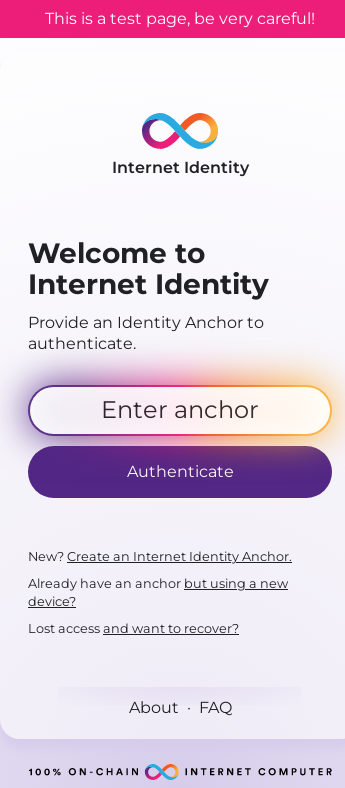 This is a test page, be very careful!
Internet Identity
Welcome to
Internet Identity
Provide an Identity Anchor to
authenticate.
Enter anchor
Authenticate
New? Create an Internet Identity Anchor.
Already have an anchor but using a new
device?
Lost access and want to recover?
About · FAQ
100% ON-CHAIN INTERNET COMPUTER